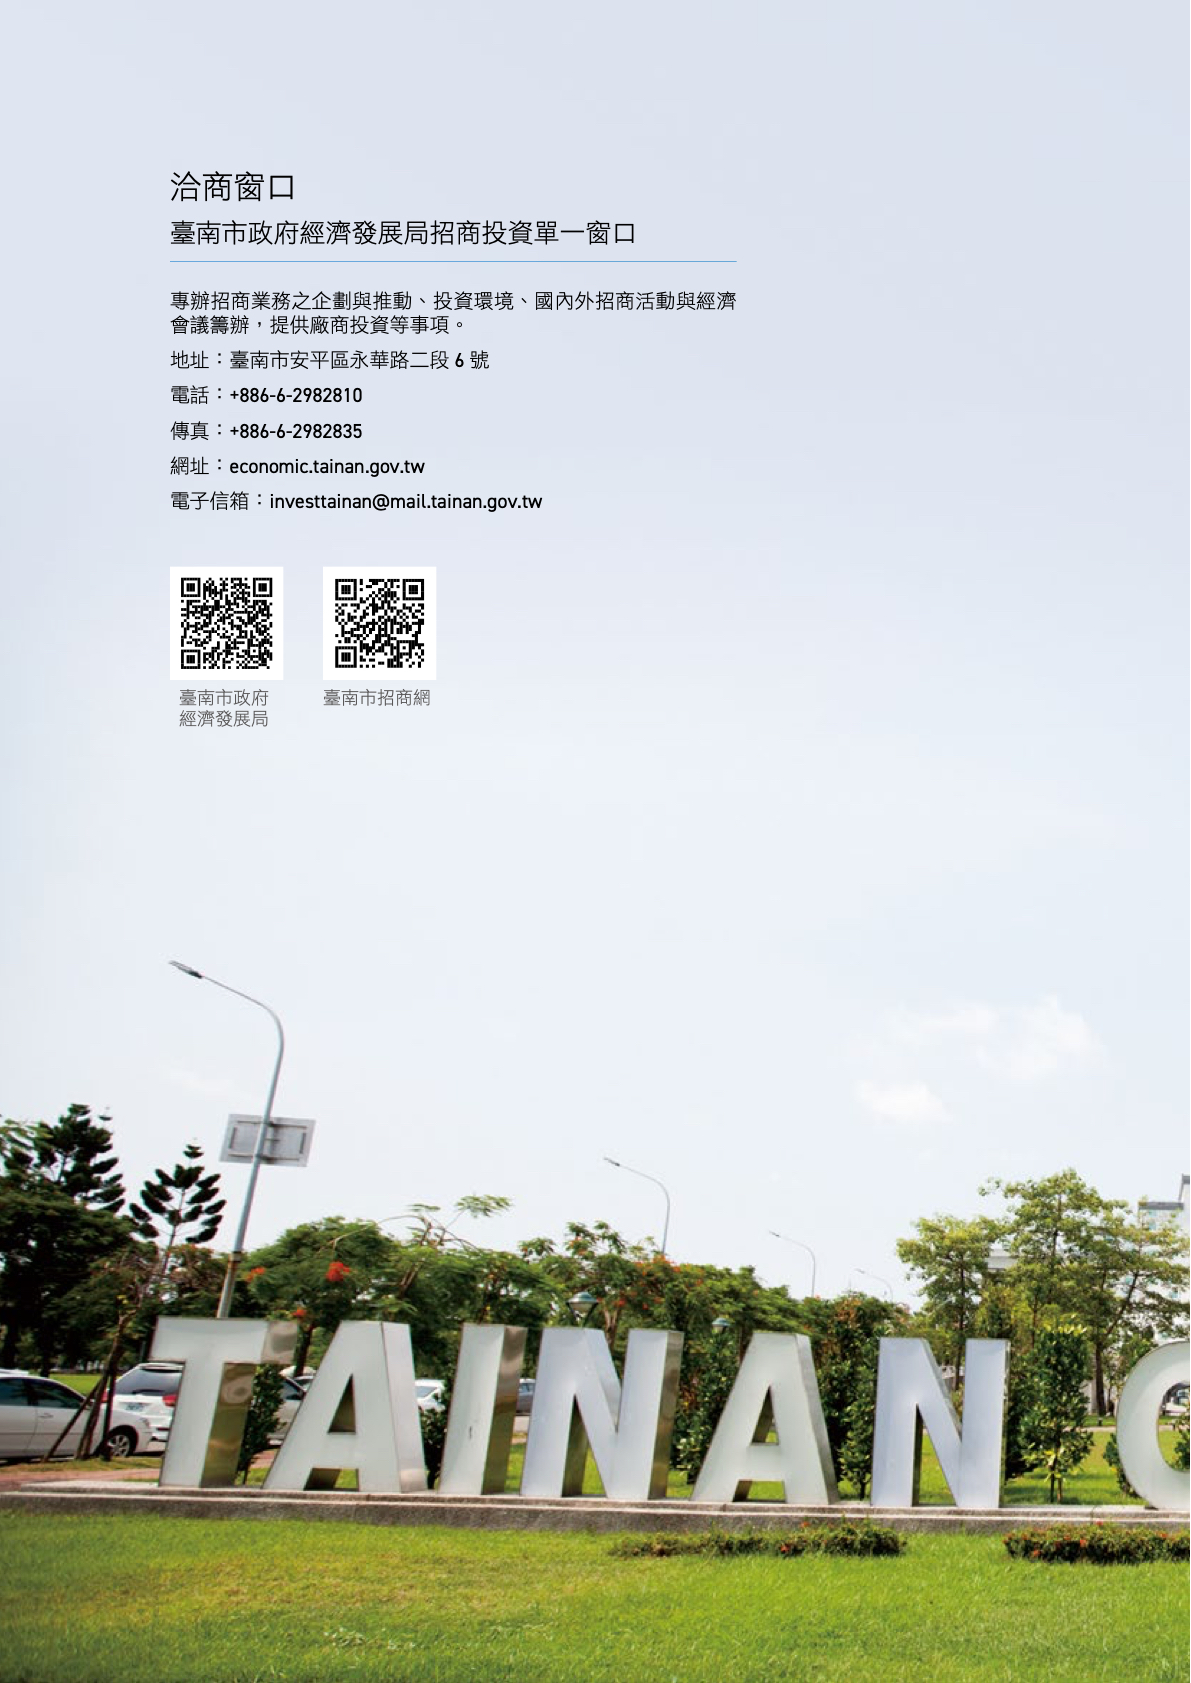 洽商窗口
臺南市政府經濟發展局招商投資單一窗口
專辦招商業務之企劃與推動、投資環境、國內外招商活動與經濟
會議籌辦，提供廠商投資等事項。
地址：臺南市安平區永華路二段 6 號
電話：+886-6-2982810
傳真：+886-6-2982835
網址：economic.tainan.gov.tw
電子信箱：investtainan@mail.tainan.gov.tw
臺南市政府
經濟發展局
臺南市招商網
TAINAN C